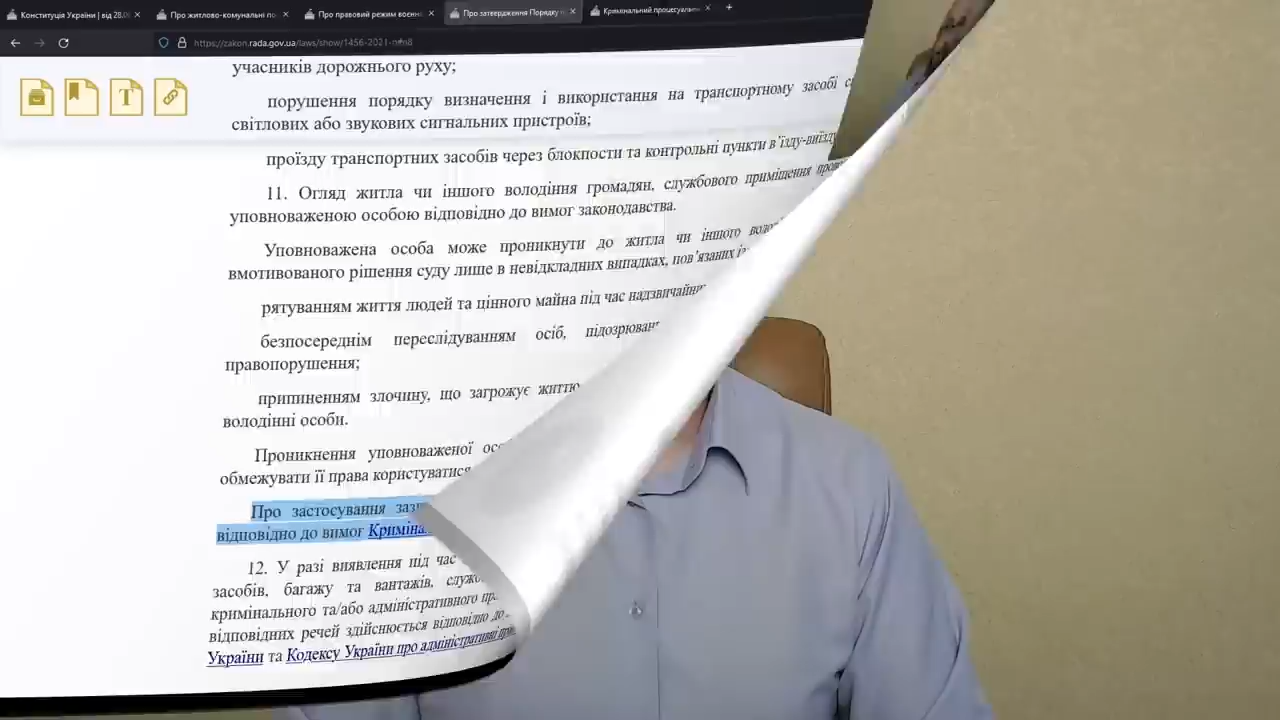 Конституція України | від 28.0
Про житлово-комунальні по
Про правовий режим воєнн
Про затвердження Порядку
Кримінальний процесуальн
https://zakon.rada.gov.ua/laws/show/1456-2021-п#n8
учасників дорожнього руху;
порушення порядку визначення і використання на транспортному засобі
світлових або звукових сигнальних пристроїв;
проїзду транспортних засобів через блокпости та контрольні пункти в'їзду-виїзду
11. Огляд житла чи іншого володіння громадян, службового приміщення
уповноваженою особою відповідно до вимог законодавства.
Уповноважена особа може проникнути до житла чи іншого
вмотивованого рішення суду лише в невідкладних випадках, пов'язаних із
рятуванням життя людей та цінного майна під час
безпосереднім переслідуванням осіб,
правопорушення;
припиненням злочину, що загрожує життю
володінні особи.
Проникнення уповноваженої
обмежувати її права користуватися
Про застосування
відповідно до вимог
12. У разі виявлення під час
засобів, багажу та вантажів,
кримінального та/або адміністративного
відповідних речей здійснюється відповідно до
України та Кодексу України про адміністративні